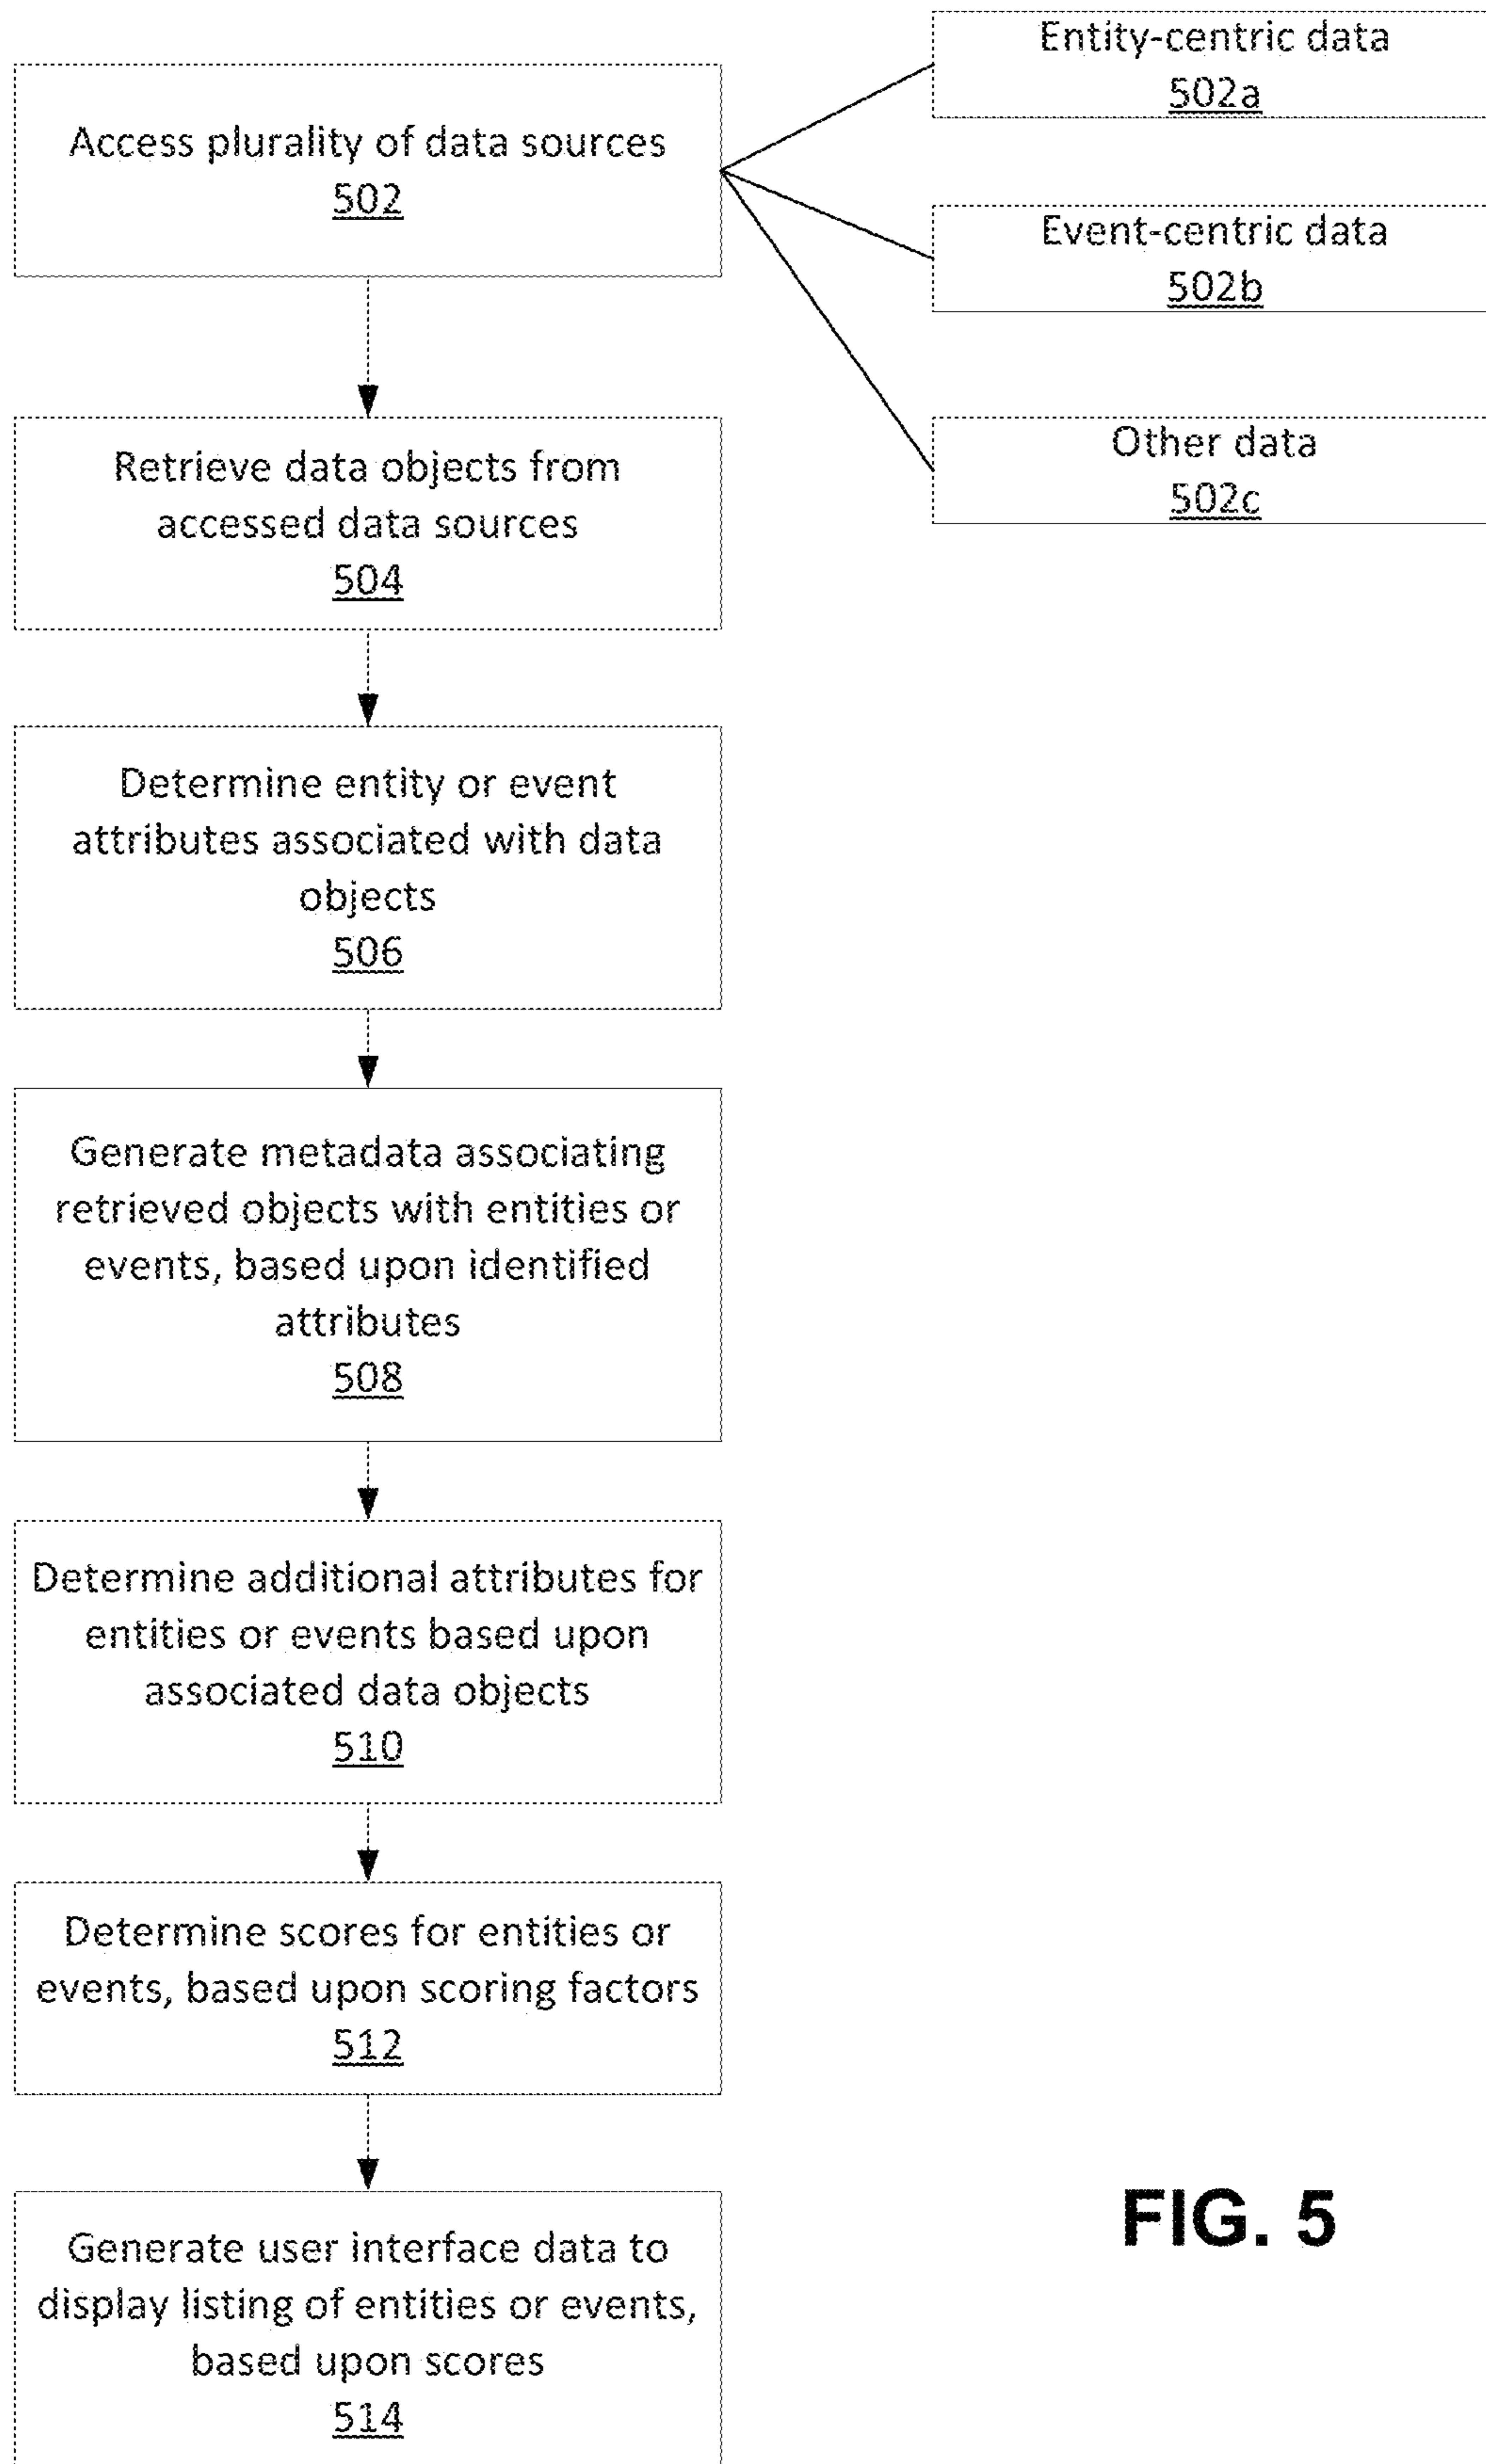 Access plurality of data sources
502
Entity-centric data
502a
Event-centric data
502b
Other data
502c
Retrieve data objects from
accessed data sources
504
Determine entity or event
attributes associated with data
objects
506
Generate metadata associating
retrieved objects with entities or
events, based upon identified
attributes
508
Determine additional attributes for
entities or events based upon
associated data objects
510
Determine scores for entities or
events, based upon scoring factors
512
Generate user interface data to
display listing of entities or events,
based upon scores
514
FIG. 5